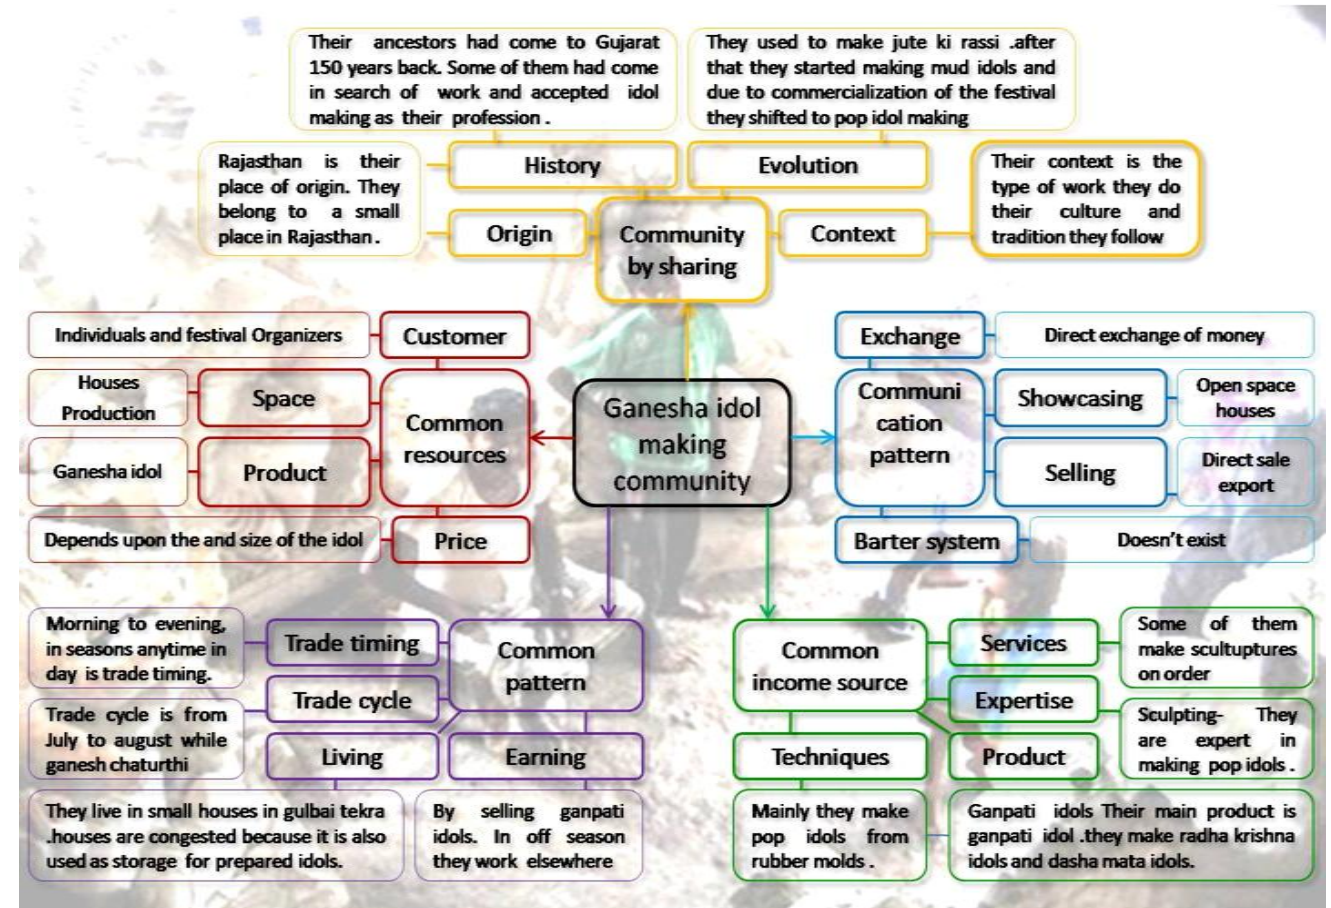 Their ancestors had come to Gujarat
150 years back. Some of them had come
in search of work and accepted idol
making as their profession .
They used to make jute ki rassi .after
that they started making mud idols and
due to commercialization of the festival
they shifted to pop idol making
Rajasthan is their
place of origin. They
belong to a small
place in Rajasthan .
History
Evolution
Their context is the
type of work they do
their culture and
tradition they follow
Origin
Community
by sharing
Context
Individuals and festival Organizers
Customer
Houses
Production
Space
Common
resources
Ganesha idol
Product
Depends upon the and size of the idol
Price
Ganesha idol
making
community
Exchange
Direct exchange of money
Communi
cation
pattern
Showcasing
Open space
houses
Selling
Direct sale
export
Barter system
Doesn't exist
Morning to evening,
in seasons anytime in
day is trade timing.
Trade timing
Common
pattern
Trade cycle is from
July to august while
ganesh chaturthi
Trade cycle
Living
Earning
They live in small houses in gulbai tekra
.houses are congested because it is also
used as storage for prepared idols.
By selling ganpati
idols. In off season
they work elsewhere
Common
income source
Services
Some of them
make scultuptures
on order
Expertise
Sculpting- They
are expert in
making pop idols .
Techniques
Product
Mainly they make
pop idols from
rubber molds .
Ganpati idols Their main product is
ganpati idol .they make radha krishna
idols and dasha mata idols.